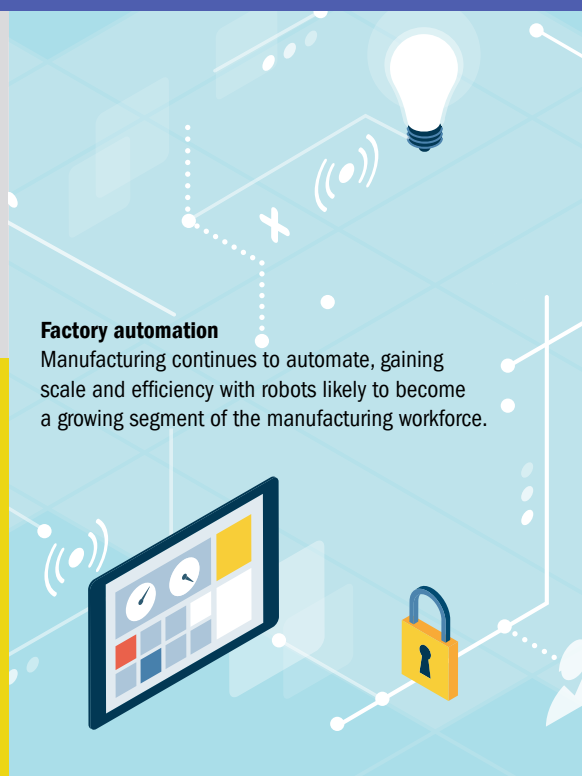 Factory automation
Manufacturing continues to automate, gaining
scale and efficiency with robots likely to become
a growing segment of the manufacturing workforce.